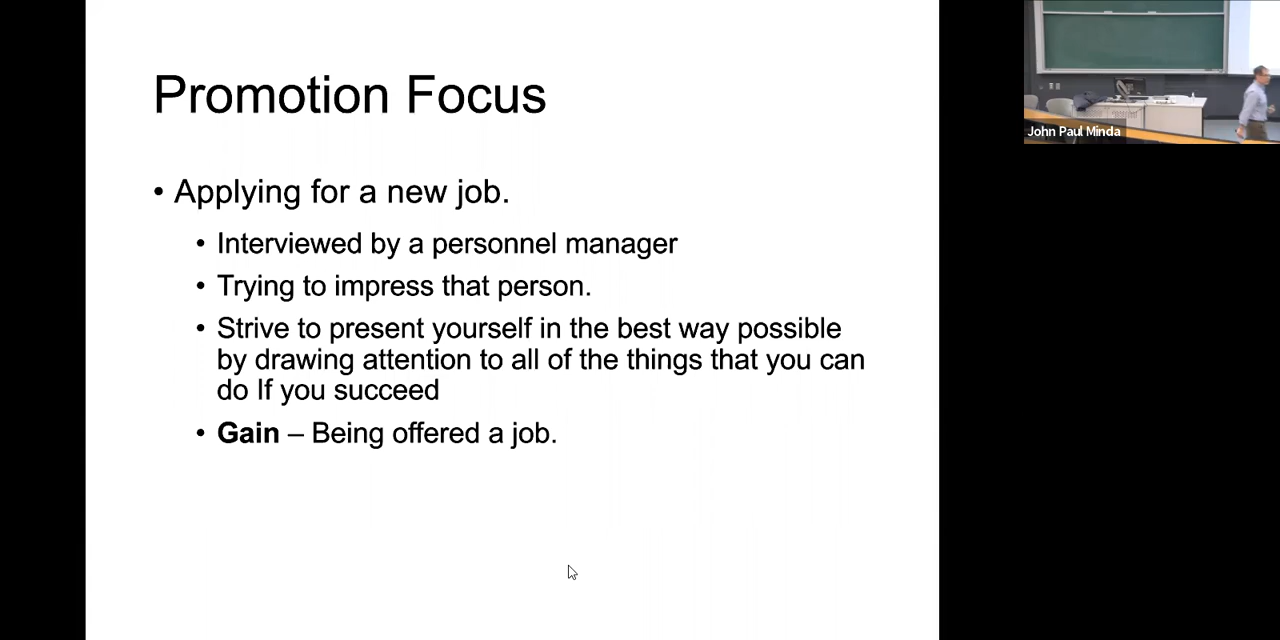 Promotion Focus
• Applying for a new job.
• Interviewed by a personnel manager
• Trying to impress that person.
• Strive to present yourself in the best way possible
by drawing attention to all of the things that you can
do If you succeed
• Gain – Being offered a job.
John Paul Minda